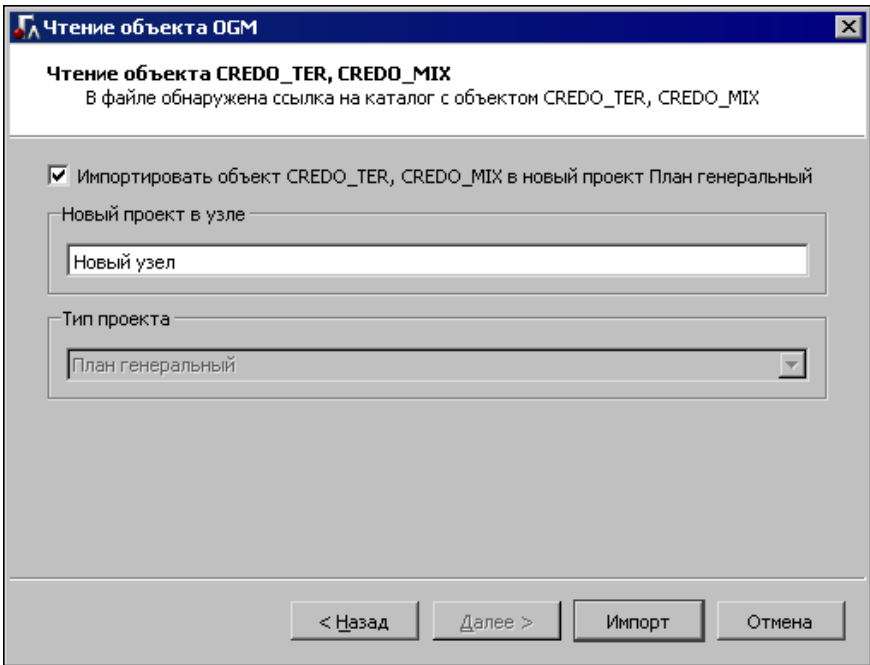 Чтение объекта OGM
Чтение объекта CREDO_TER, CREDO_MIX
В файле обнаружена ссылка на каталог с объектом CREDO_TER, CREDO_MIX
Импортировать объект CREDO_TER, CREDO_MIX в новый проект План генеральный
Новый проект в узле
Новый узел
Тип проекта
План генеральный
< Назад Далее > Импорт Отмена